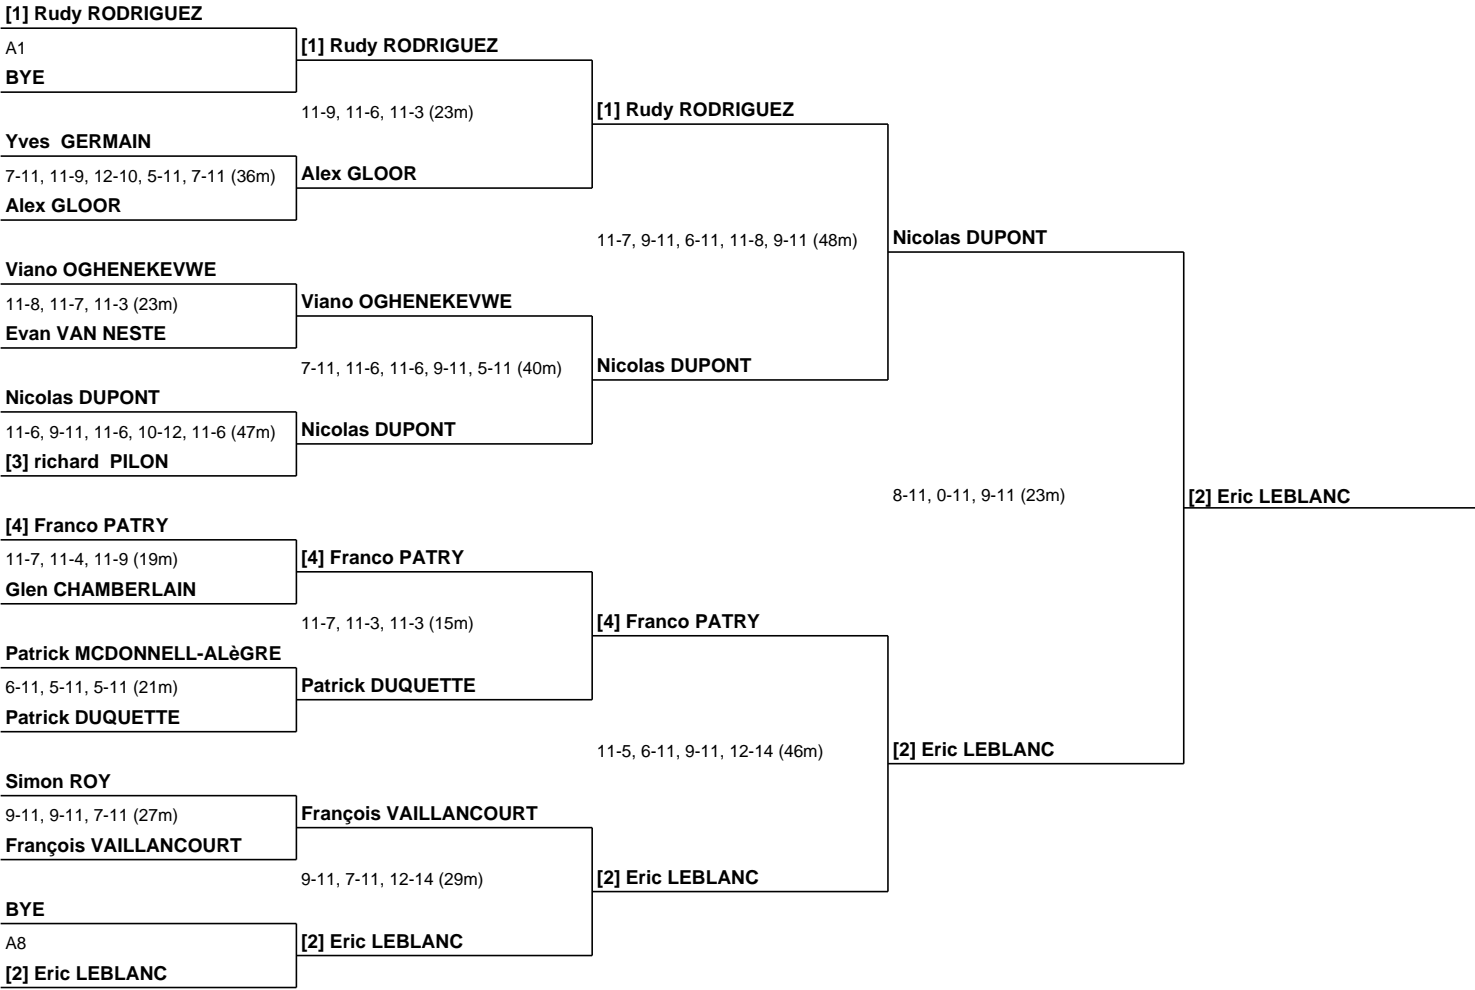 [1] Rudy RODRIGUEZ
A1
BYE
Yves  GERMAIN
7-11, 11-9, 12-10, 5-11, 7-11 (36m)
Alex GLOOR
Viano OGHENEKEVWE
11-8, 11-7, 11-3 (23m)
Evan VAN NESTE
Nicolas DUPONT
11-6, 9-11, 11-6, 10-12, 11-6 (47m)
[3] richard  PILON
[4] Franco PATRY
11-7, 11-4, 11-9 (19m)
Glen CHAMBERLAIN
Patrick MCDONNELL-ALèGRE
6-11, 5-11, 5-11 (21m)
Patrick DUQUETTE
Simon ROY
9-11, 9-11, 7-11 (27m)
François VAILLANCOURT
BYE
A8
[2] Eric LEBLANC
[1] Rudy RODRIGUEZ
11-9, 11-6, 11-3 (23m)
Alex GLOOR
Viano OGHENEKEVWE
7-11, 11-6, 11-6, 9-11, 5-11 (40m)
Nicolas DUPONT
[4] Franco PATRY
11-7, 11-3, 11-3 (15m)
Patrick DUQUETTE
François VAILLANCOURT
9-11, 7-11, 12-14 (29m)
[2] Eric LEBLANC
[1] Rudy RODRIGUEZ
11-7, 9-11, 6-11, 11-8, 9-11 (48m)
Nicolas DUPONT
[4] Franco PATRY
11-5, 6-11, 9-11, 12-14 (46m)
[2] Eric LEBLANC
Nicolas DUPONT
8-11, 0-11, 9-11 (23m)
[2] Eric LEBLANC
[2] Eric LEBLANC